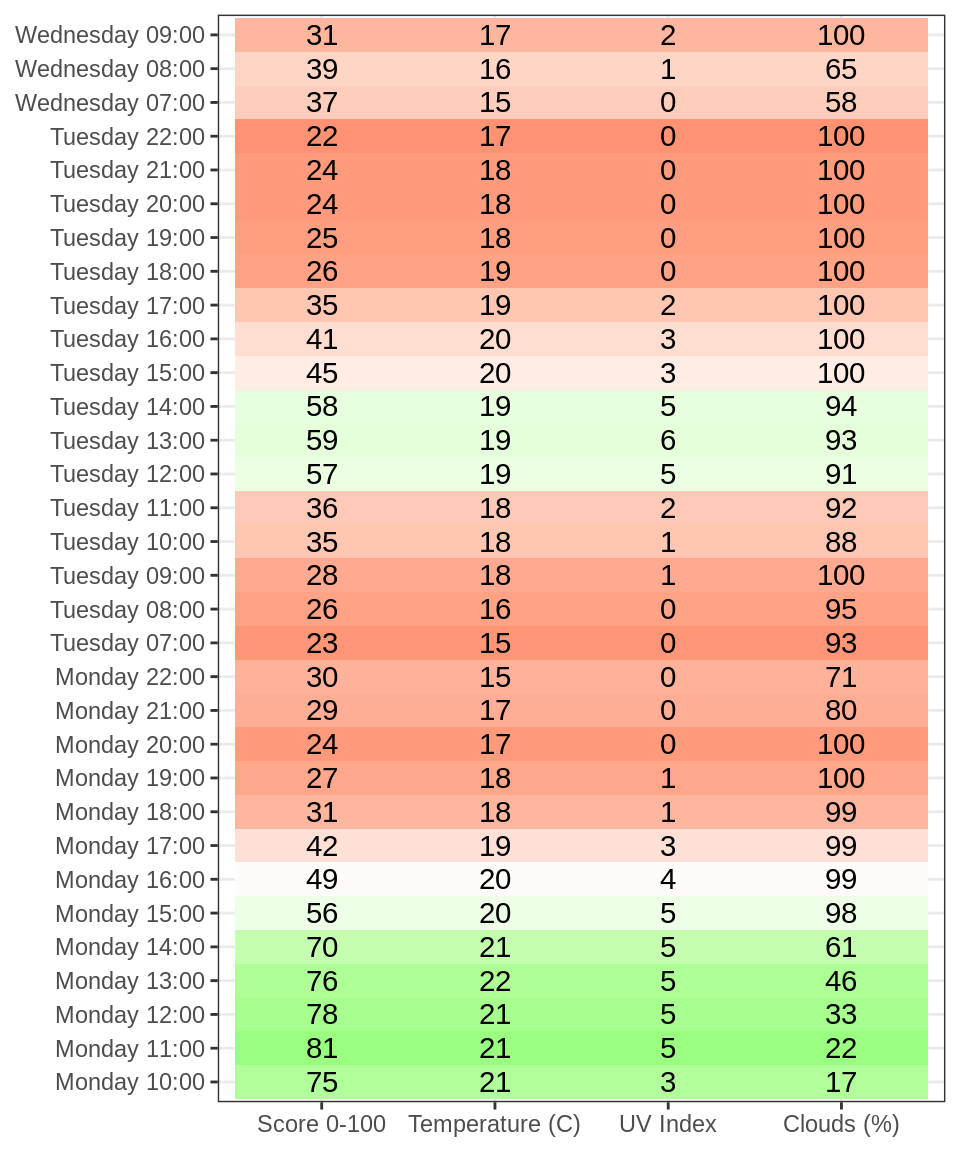 Wednesday 09:00 31 17 2 100
Wednesday 08:00 39 16 1 65
Wednesday 07:00 37 15 0 58
Tuesday 22:00 22 17 0 100
Tuesday 21:00 24 18 0 100
Tuesday 20:00 24 18 0 100
Tuesday 19:00 25 18 0 100
Tuesday 18:00 26 19 0 100
Tuesday 17:00 35 19 2 100
Tuesday 16:00 41 20 3 100
Tuesday 15:00 45 20 3 100
Tuesday 14:00 58 19 5 94
Tuesday 13:00 59 19 6 93
Tuesday 12:00 57 19 5 91
Tuesday 11:00 36 18 2 92
Tuesday 10:00 35 18 1 88
Tuesday 09:00 28 18 1 100
Tuesday 08:00 26 16 0 95
Tuesday 07:00 23 15 0 93
Monday 22:00 30 15 0 71
Monday 21:00 29 17 0 80
Monday 20:00 24 17 0 100
Monday 19:00 27 18 1 100
Monday 18:00 31 18 1 99
Monday 17:00 42 19 3 99
Monday 16:00 49 20 4 99
Monday 15:00 56 20 5 98
Monday 14:00 70 21 5 61
Monday 13:00 76 22 5 46
Monday 12:00 78 21 5 33
Monday 11:00 81 21 5 22
Monday 10:00 75 21 3 17
Score 0-100 Temperature (C) UV Index Clouds (%)